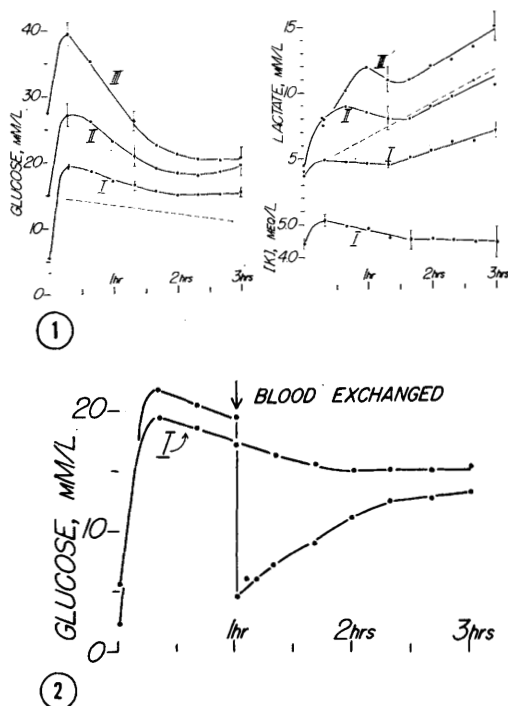 GLUCOSE, mM/L
40
30
20
10
0
III
II
I
1hr
2hrs
3hrs
LACTATE, mM/L
15
10
5
II
I
[K], MEQ/L
5.0
4.0
I
1hr
2hrs
3hrs
1
GLUCOSE, mM/L
20
10
0
I
BLOOD EXCHANGED
1hr
2hrs
3hrs
2